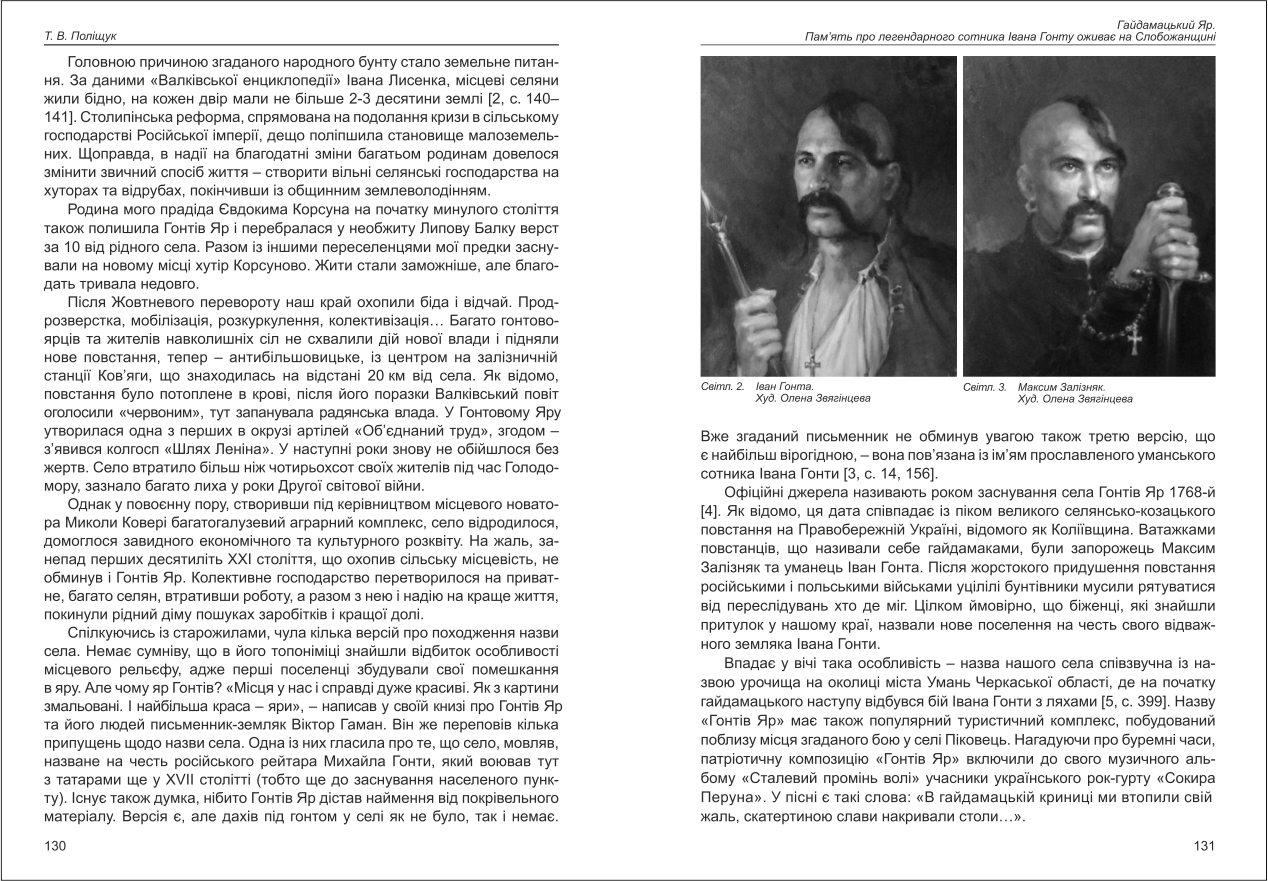 Т. В. Поліщук
Головною причиною згаданого народного бунту стало земельне питан-
ня. За даними «Валківської енциклопедії» Івана Лисенка, місцеві селяни
жили бідно, на кожен двір мали не більше 2-3 десятини землі [2, с. 140–
141]. Столипінська реформа, спрямована на подолання кризи в сільському
господарстві Російської імперії, дещо поліпшила становище малоземель-
них. Щоправда, в надії на благодатні зміни багатьом родинам довелося
змінити звичний спосіб життя – створити вільні селянські господарства на
хуторах та відрубах, покінчивши із общинним землеволодінням.
Родина мого прадіда Євдокима Корсуна на початку минулого століття
також полишила Гонтів Яр і перебралася у необжиту Липову Балку верст
за 10 від рідного села. Разом із іншими переселенцями мої предки засну-
вали на новому місці хутір Корсуново. Жити стали заможніше, але благо-
дать тривала недовго.
Після Жовтневого перевороту наш край охопили біда і відчай. Прод-
розверстка, мобілізація, розкуркулення, колективізація… Багато гонтово-
ярців та жителів навколишніх сіл не схвалили дій нової влади і підняли
нове повстання, тепер – антибільшовицьке, із центром на залізничній
станції Ков’яги, що знаходилась на відстані 20 км від села. Як відомо,
повстання було потоплене в крові, після його поразки Валківський повіт
оголосили «червоним», тут запанувала радянська влада. У Гонтовому Яру
утворилася одна з перших в окрузі артілей «Об’єднаний труд», згодом –
з’явився колгосп «Шлях Леніна». У наступні роки знову не обійшлося без
жертв. Село втратило більш ніж чотирьохсот своїх жителів під час Голодо-
мору, зазнало багато лиха у роки Другої світової війни.
Однак у повоєнну пору, створивши під керівництвом місцевого новато-
ра Миколи Ковері багатогалузевий аграрний комплекс, село відродилося,
домоглося завидного економічного та культурного розквіту. На жаль, за-
непад перших десятиліть ХХІ століття, що охопив сільську місцевість, не
обминув і Гонтів Яр. Колективне господарство перетворилось на приват-
не, багато селян, втративши роботу, а разом з нею і надію на краще життя,
покинули рідний діму пошуках заробітків і кращої долі.
Спілкуючись із старожилами, чула кілька версій про походження назви
села. Немає сумніву, що в його топоніміці знайшли відбиток особливості
місцевого рельєфу, адже перші поселенці збудували свої помешкання
в яру. Але чому яр Гонтів? «Місця у нас і справді дуже красиві. Як з картини
змальовані. І найбільша краса – яри», – написав у своїй книзі про Гонтів Яр
та його людей письменник-земляк Віктор Гаман. Він же переповів кілька
припущень щодо назви села. Одна із них гласила про те, що село, мовляв,
назване на честь російського рейтара Михайла Гонти, який воював тут
з татарами ще у XVII столітті (тобто ще до заснування населеного пунк-
ту). Існує також думка, нібито Гонтів Яр дістав наймення від покрівельного
матеріалу. Версія є, але дахів під гонтом у селі як не було, так і немає.
130
Гайдамацький Яр.
Пам’ять про легендарного сотника Івана Гонту оживає на Слобожанщині
Світл. 2. Іван Гонта.
Худ. Олена Звягінцева
Світл. 3. Максим Залізняк.
Худ. Олена Звягінцева
Вже згаданий письменник не обминув увагою також третю версію, що
є найбільш вірогідною, – вона пов’язана із ім’ям прославленого уманського
сотника Івана Гонти [3, с. 14, 156].
Офіційні джерела називають роком заснування села Гонтів Яр 1768-й
[4]. Як відомо, ця дата співпадає із піком великого селянсько-козацького
повстання на Правобережній Україні, відомого як Коліївщина. Ватажками
повстанців, що називали себе гайдамаками, були запорожець Максим
Залізняк та уманець Іван Гонта. Після жорстокого придушення повстання
російськими і польськими військами уцілілі бунтівники мусили рятуватися
від переслідувань хто де міг. Цілком ймовірно, що біженці, які знайшли
притулок у нашому краї, назвали нове поселення на честь свого відваж-
ного земляка Івана Гонти.
Впадає у вічі така особливість – назва нашого села співзвучна із на-
звою урочища на околиці міста Умань Черкаської області, де на початку
гайдамацького наступу відбувся бій Івана Гонти з ляхами [5, с. 399]. Назву
«Гонтів Яр» має також популярний туристичний комплекс, побудований
поблизу місця згаданого бою у селі Піковець. Нагадуючи про буремні часи,
патріотичну композицію «Гонтів Яр» включили до свого музичного аль-
бому «Сталевий промінь волі» учасники українського рок-гурту «Сокира
Перуна». У пісні є такі слова: «В гайдамацькій криниці ми втопили свій
жаль, скатертиною слави накривали столи…».
131